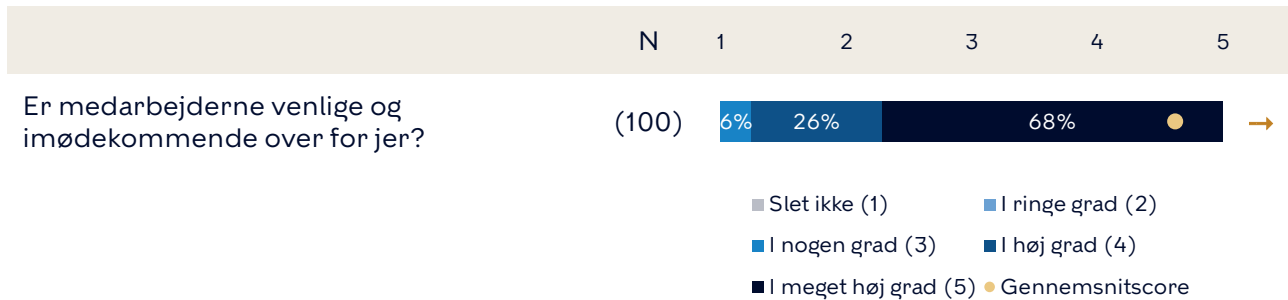 N 1 2 3 4 5
Er medarbejderne venlige og
imødekommende over for jer?
(100) 6% 26% 68%
Slet ikke (1) I ringe grad (2)
I nogen grad (3) I høj grad (4)
I meget høj grad (5) Gennemsnitscore